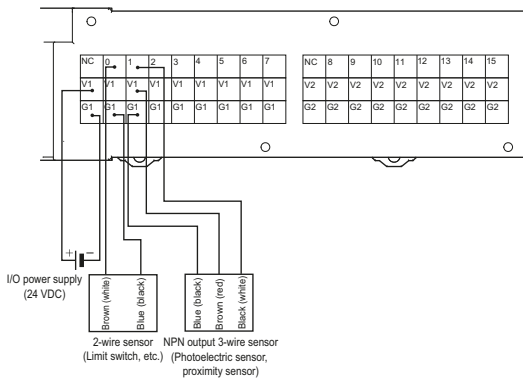 NC 0 1 2 3 4 5 6 7 NC 8 9 10 11 12 13 14 15
V1 V1 V1 V1 V1 V1 V1 V1 V1 V2 V2 V2 V2 V2 V2 V2 V2 V2
G1 G1 G1 G1 G1 G1 G1 G1 G1 G2 G2 G2 G2 G2 G2 G2 G2 G2
+ −
I/O power supply
(24 VDC)
Brown (white)
Blue (black)
Blue (black)
Brown (red)
Black (white)
2-wire sensor
(Limit switch, etc.)
NPN output 3-wire sensor
(Photoelectric sensor,
proximity sensor)